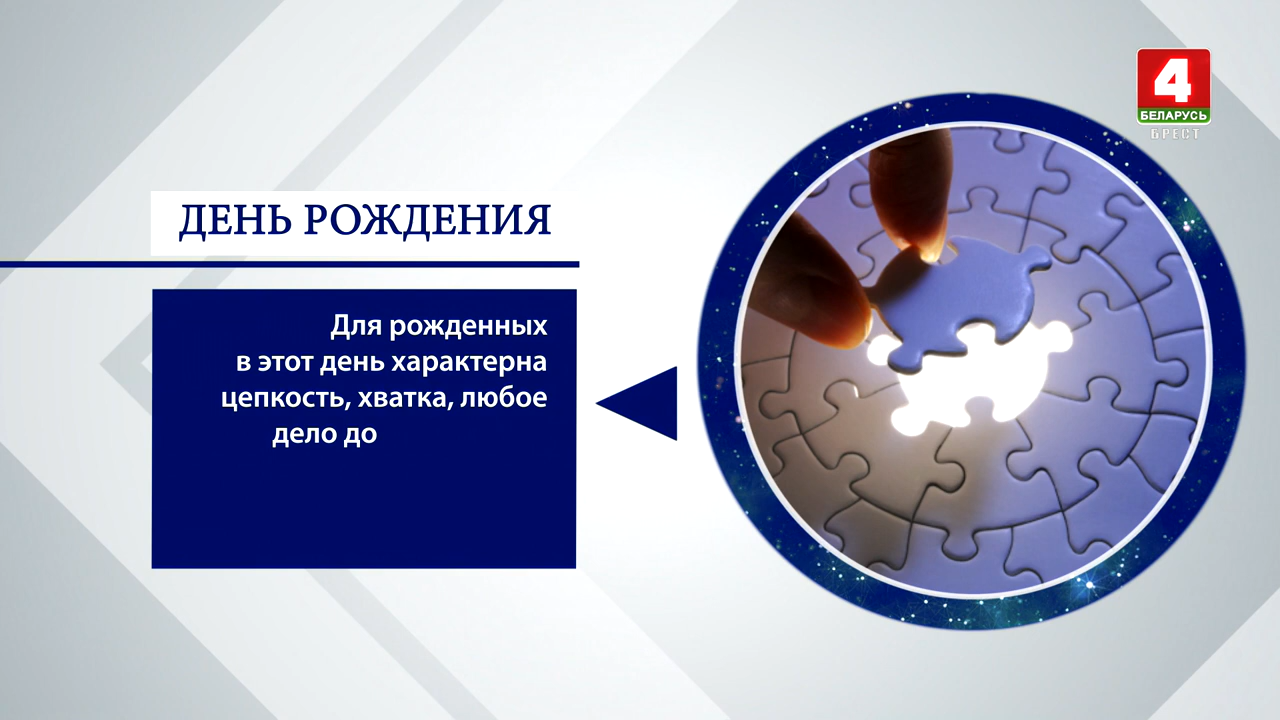 4
БЕЛАРУСЬ
БРЕСТ
ДЕНЬ РОЖДЕНИЯ
Для рожденных
в этот день характерна
цепкость, хватка, любое
дело до